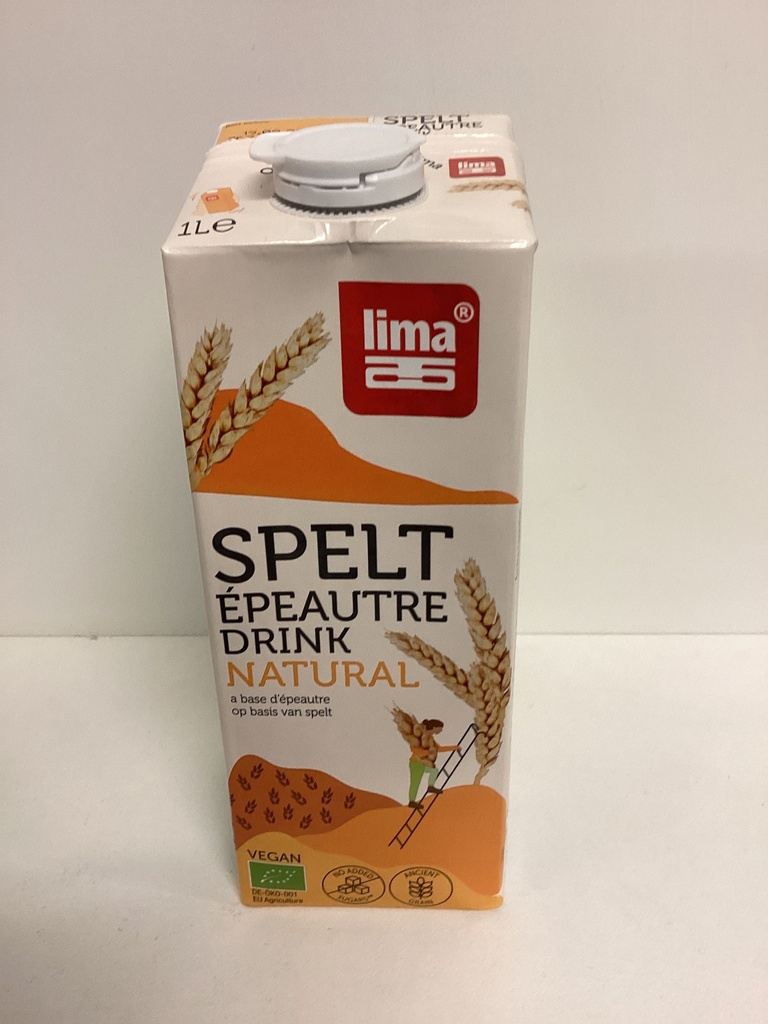 SPELT
ÉPEAUTRE
lima
1Le
lima®
SPELT
ÉPEAUTRE
DRINK
NATURAL
a base d'épeautre
op basis van spelt
VEGAN
DE-ÖKO-001
EU Agriculture
NO ADDED
SUGARS
ANCIENT
GRAIN